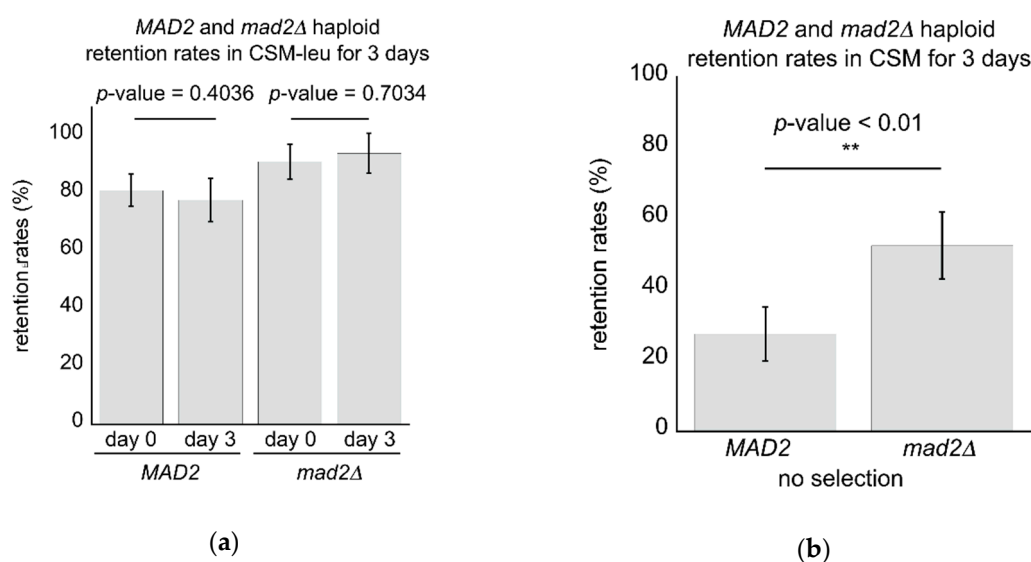 MAD2 and mad2Δ haploid
retention rates in CSM-leu for 3 days
p-value = 0.4036 p-value = 0.7034
retention rates (%)
100
80
60
40
20
0
day 0 day 3 day 0 day 3
MAD2 mad2Δ
(a)
MAD2 and mad2Δ haploid
retention rates in CSM for 3 days
p-value < 0.01
**
retention rates (%)
100
80
60
40
20
0
MAD2 mad2Δ
no selection
(b)